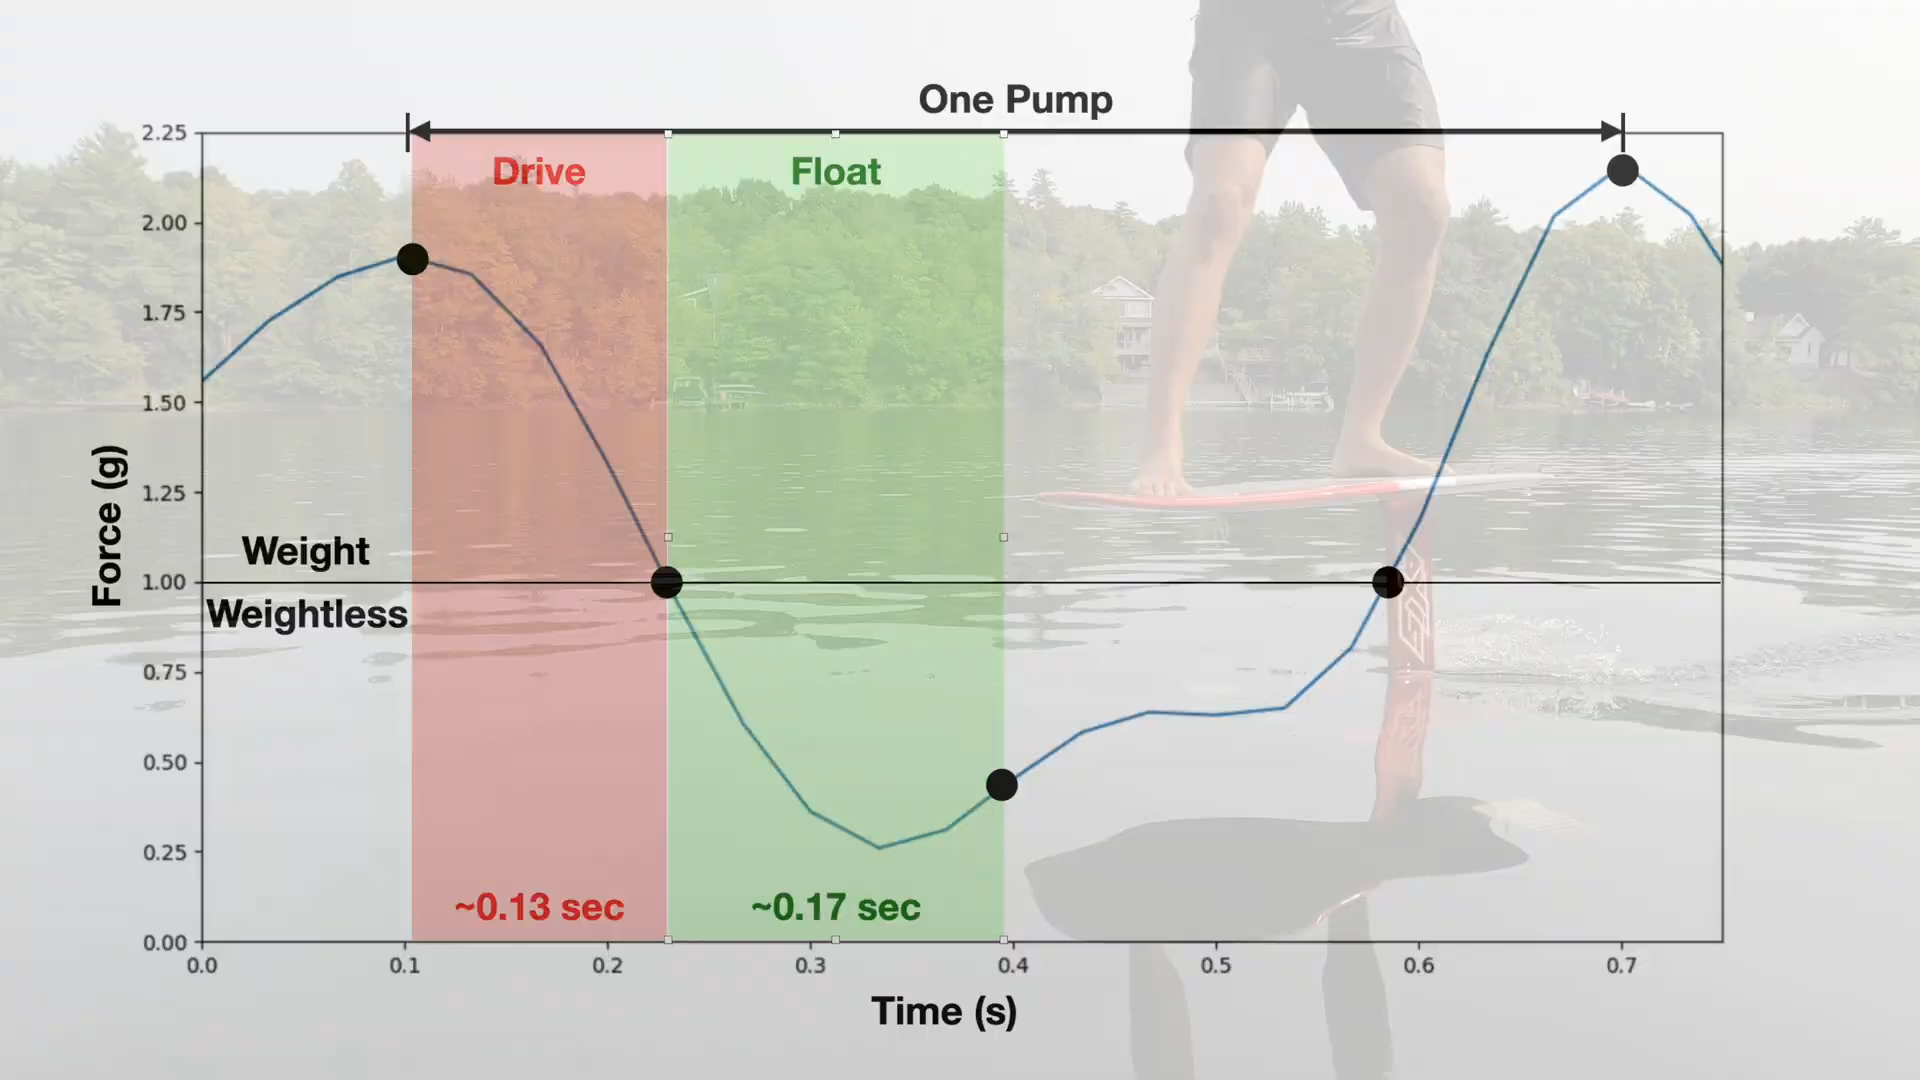 One Pump
Drive
Float
2.25
2.00
1.75
1.50
1.25
1.00
0.75
0.50
0.25
0.00
Force (g)
Weight
Weightless
~0.13 sec
~0.17 sec
0.0 0.1 0.2 0.3 0.4 0.5 0.6 0.7
Time (s)